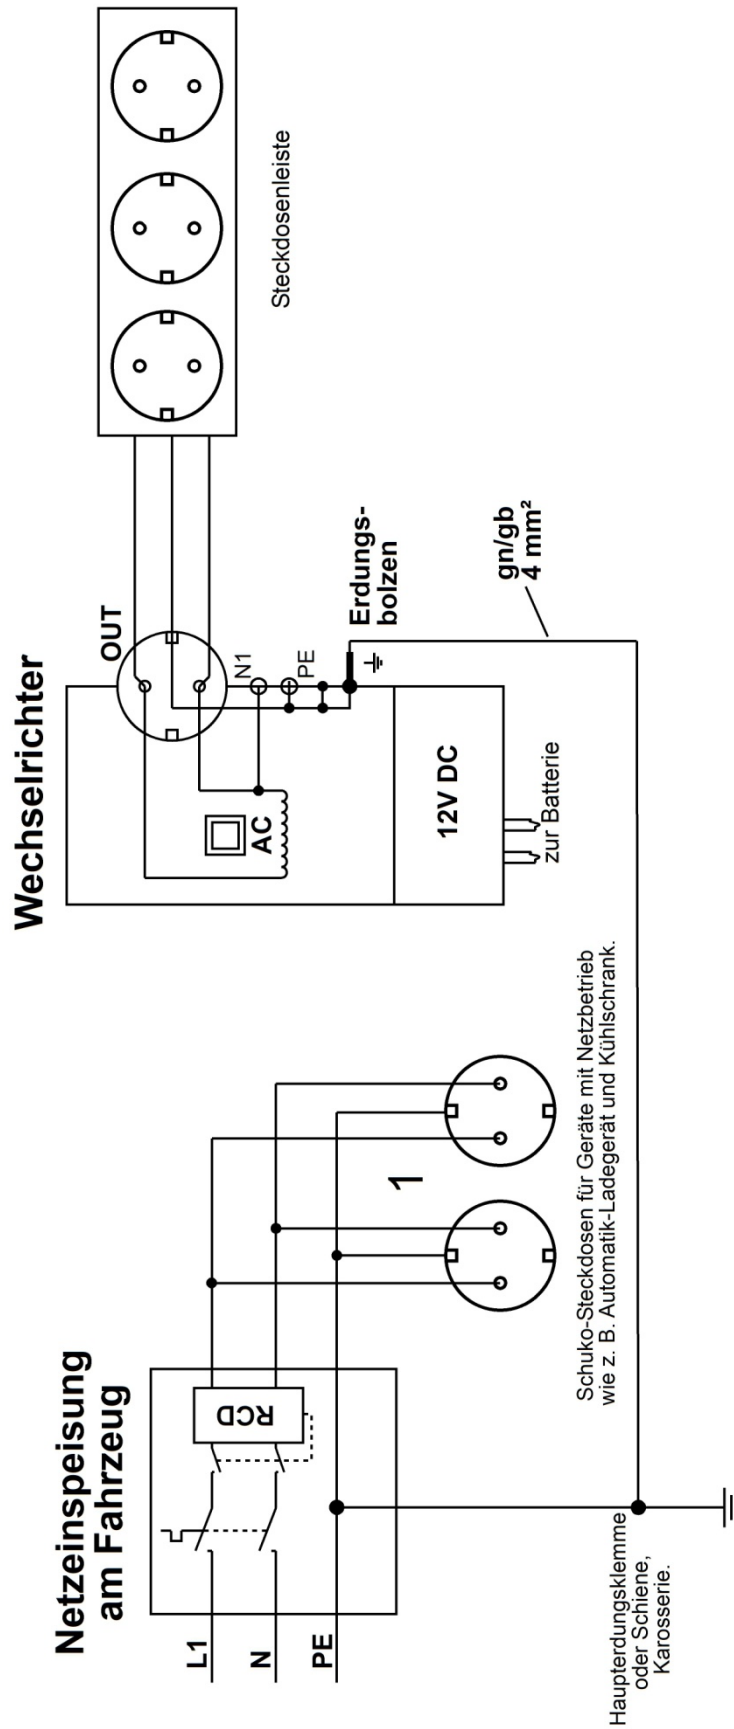 Netzeinspeisung
am Fahrzeug
L1
N
PE
RCD
1
Schuko-Steckdosen für Geräte mit Netzbetrieb
wie z. B. Automatik-Ladegerät und Kühlschrank.
Haupterdungsklemme
oder Schiene,
Karosserie.
Wechselrichter
OUT
AC
N1
PE
12V DC
zur Batterie
Erdungs-
bolzen
gn/gb
4 mm²
Steckdosenleiste